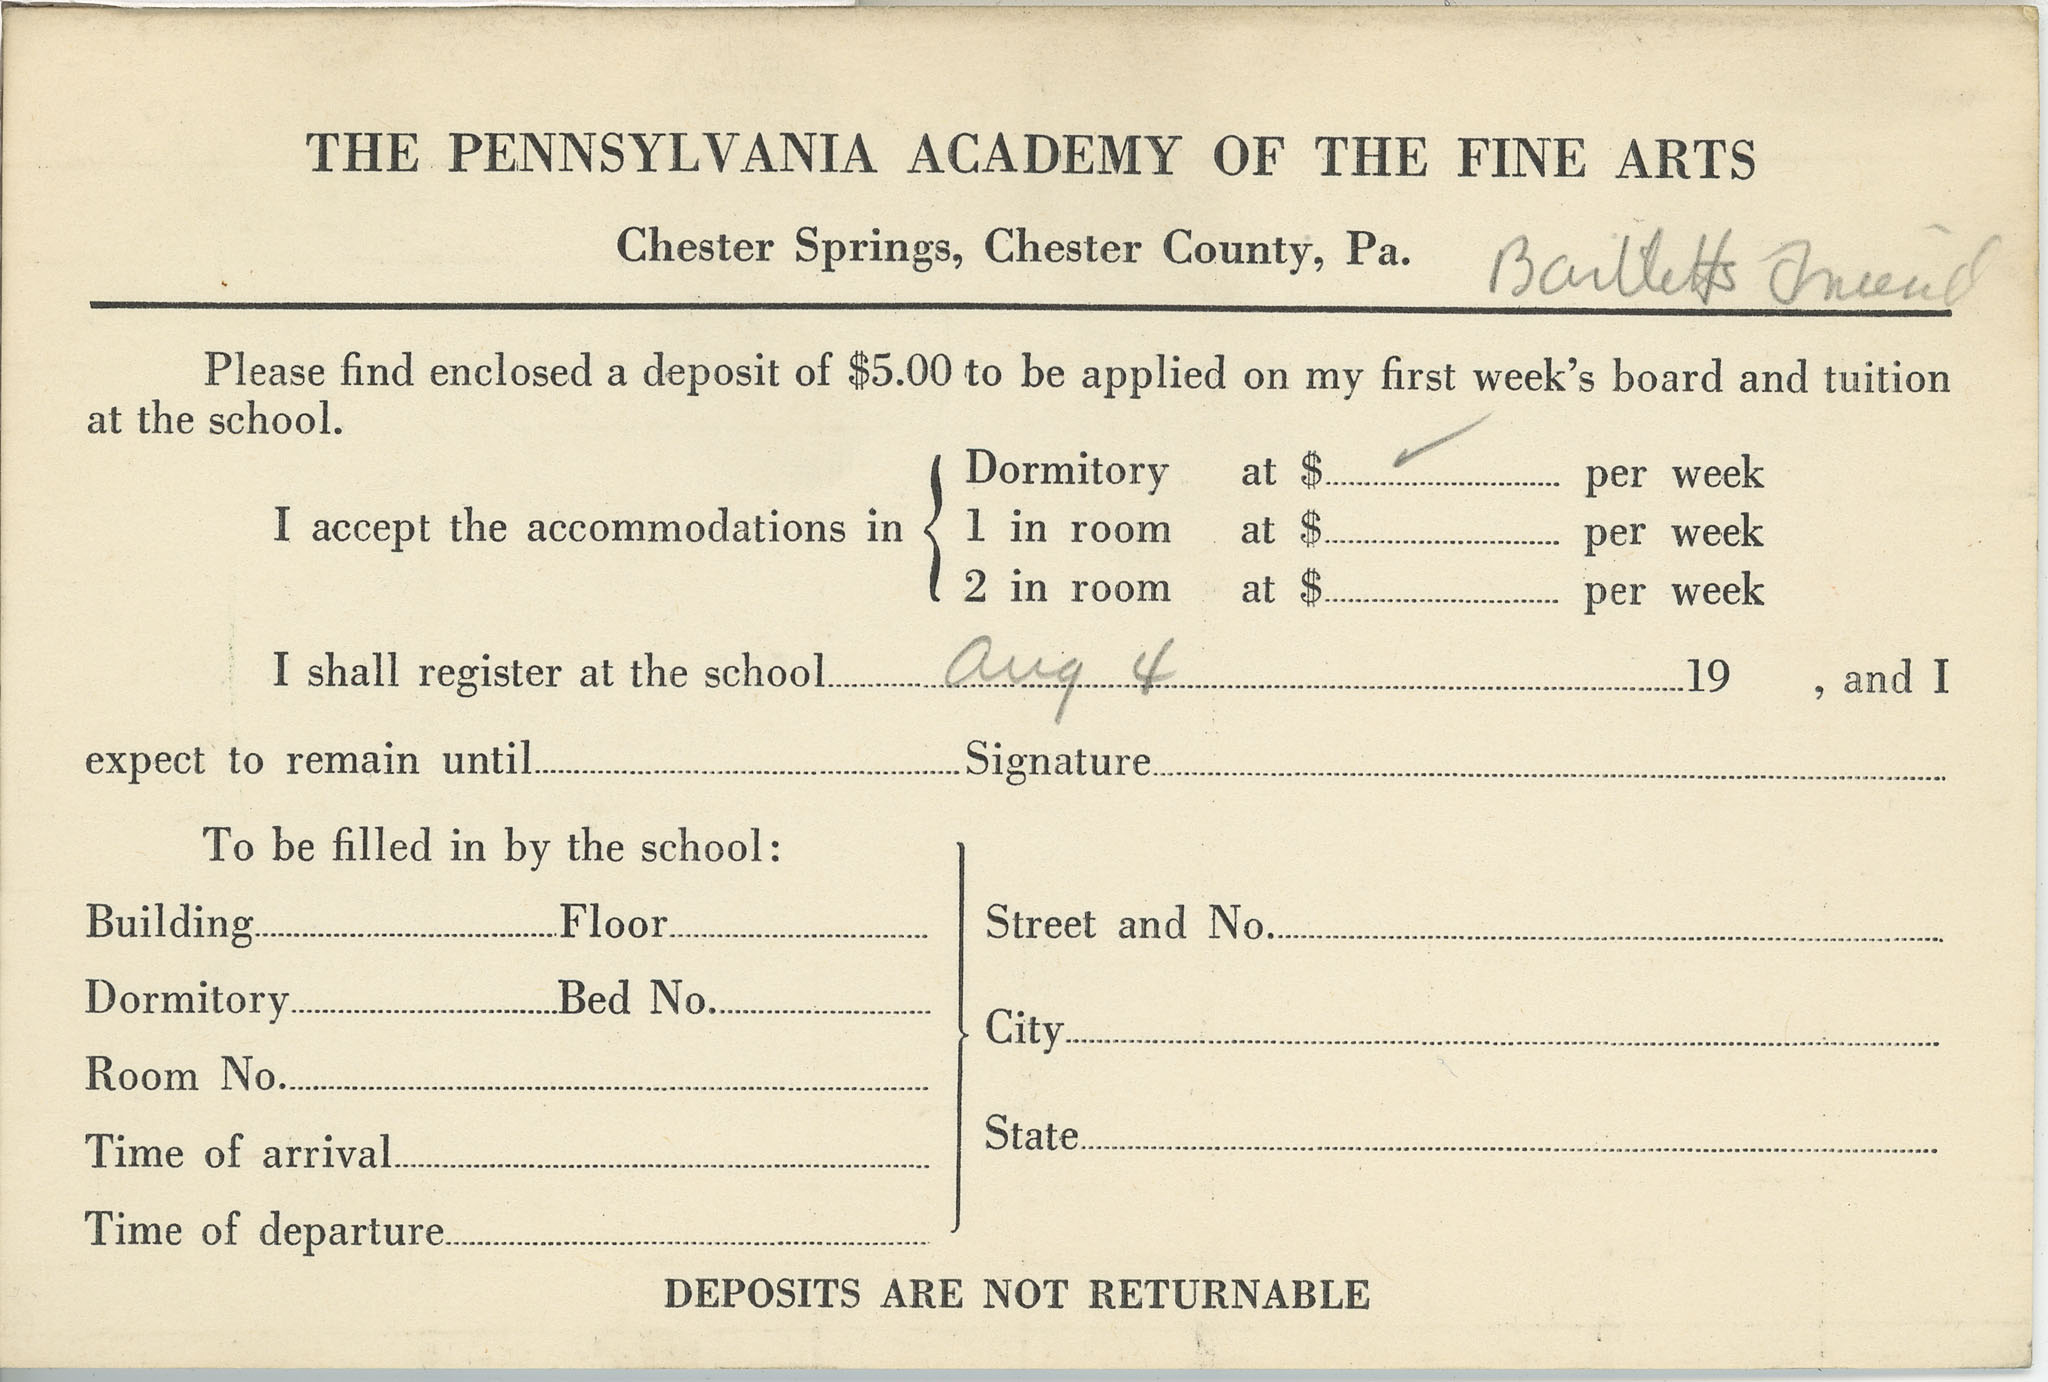 THE PENNSYLVANIA ACADEMY OF THE FINE ARTS
Chester Springs, Chester County, Pa.
Bartletts friend
Please find enclosed a deposit of $5.00 to be applied on my first week's board and tuition
at the school.
Dormitory at $ ✓ per week
I accept the accommodations in { 1 in room at $ per week
2 in room at $ per week
I shall register at the school Aug 4 19 , and I
expect to remain until Signature
To be filled in by the school:
Building Floor
Street and No.
Dormitory Bed No.
City
Room No.
State
Time of arrival
Time of departure
DEPOSITS ARE NOT RETURNABLE